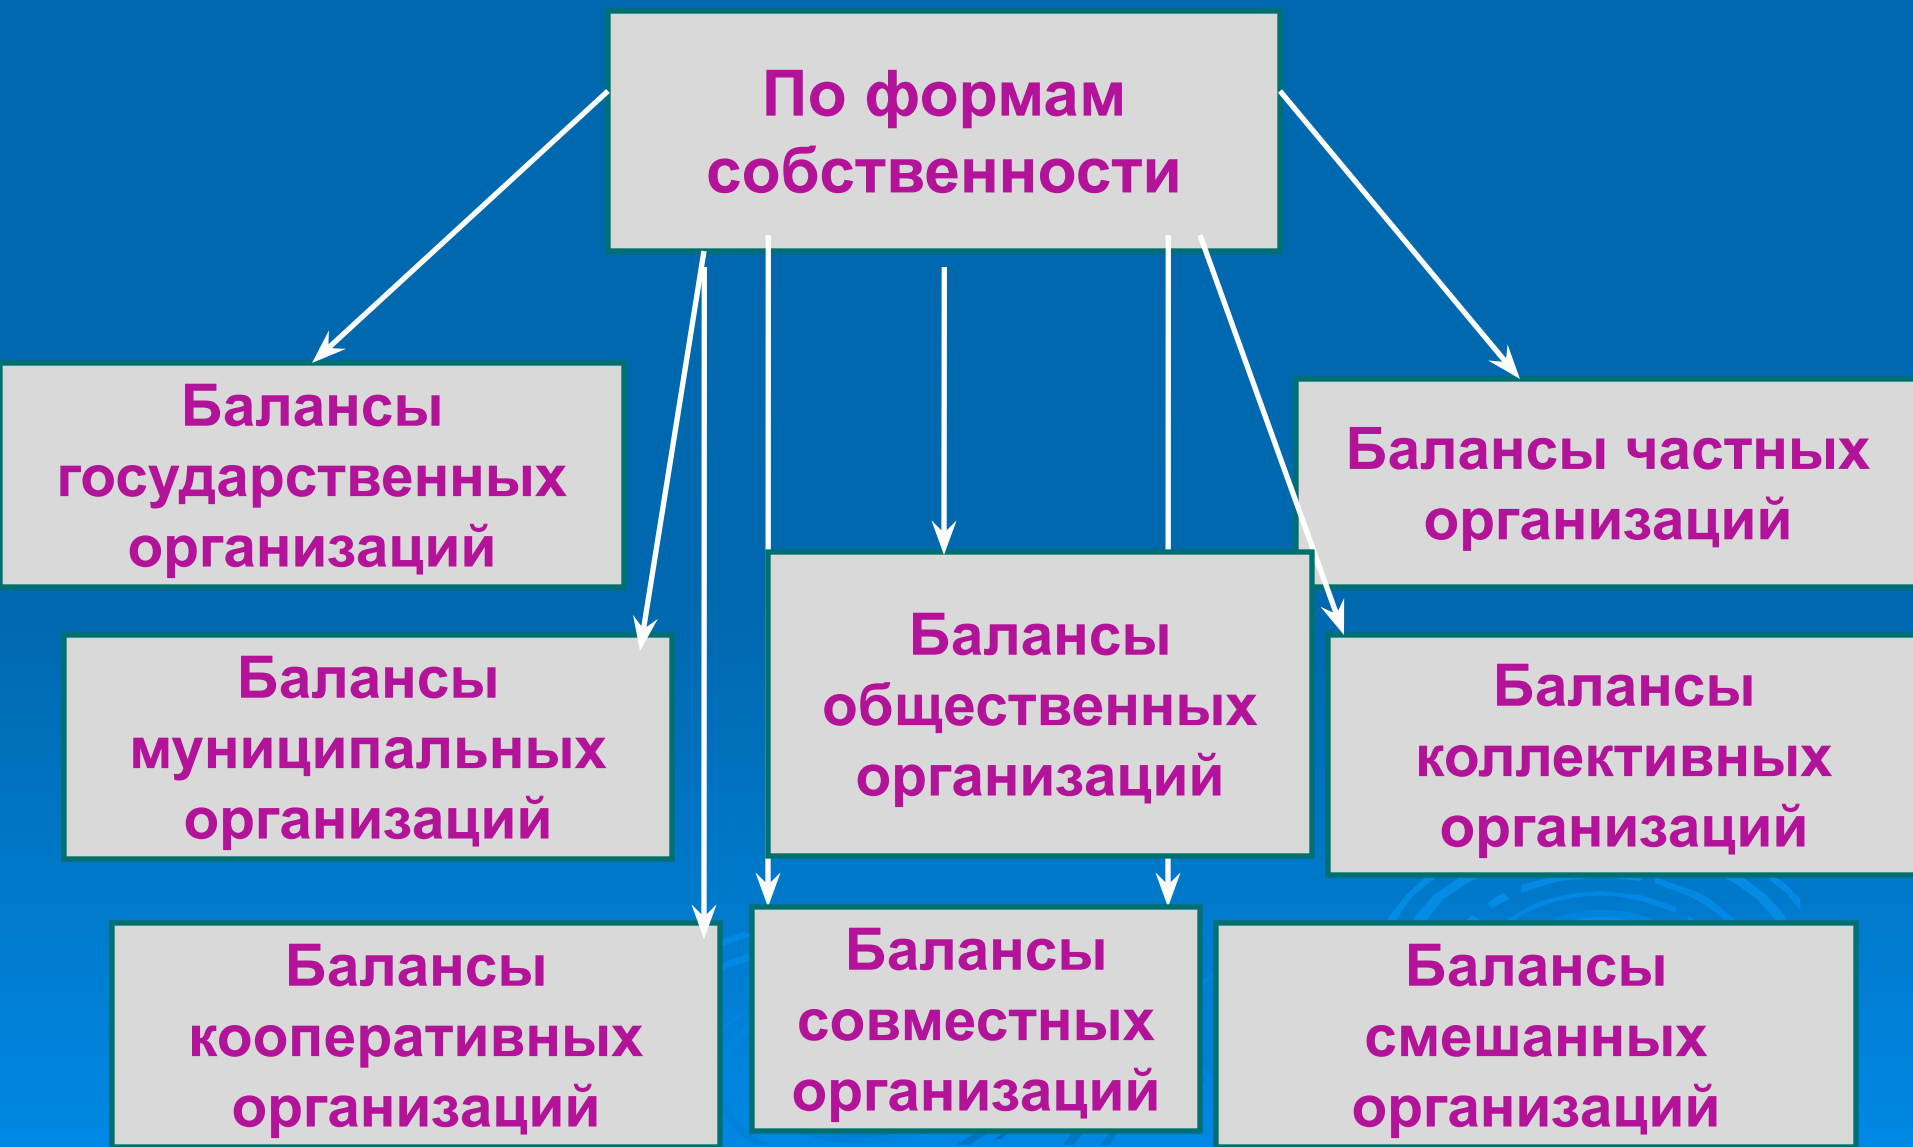 По формам
собственности
Балансы
государственных
организаций
Балансы частных
организаций
Балансы
муниципальных
организаций
Балансы
общественных
организаций
Балансы
коллективных
организаций
Балансы
кооперативных
организаций
Балансы
совместных
организаций
Балансы
смешанных
организаций